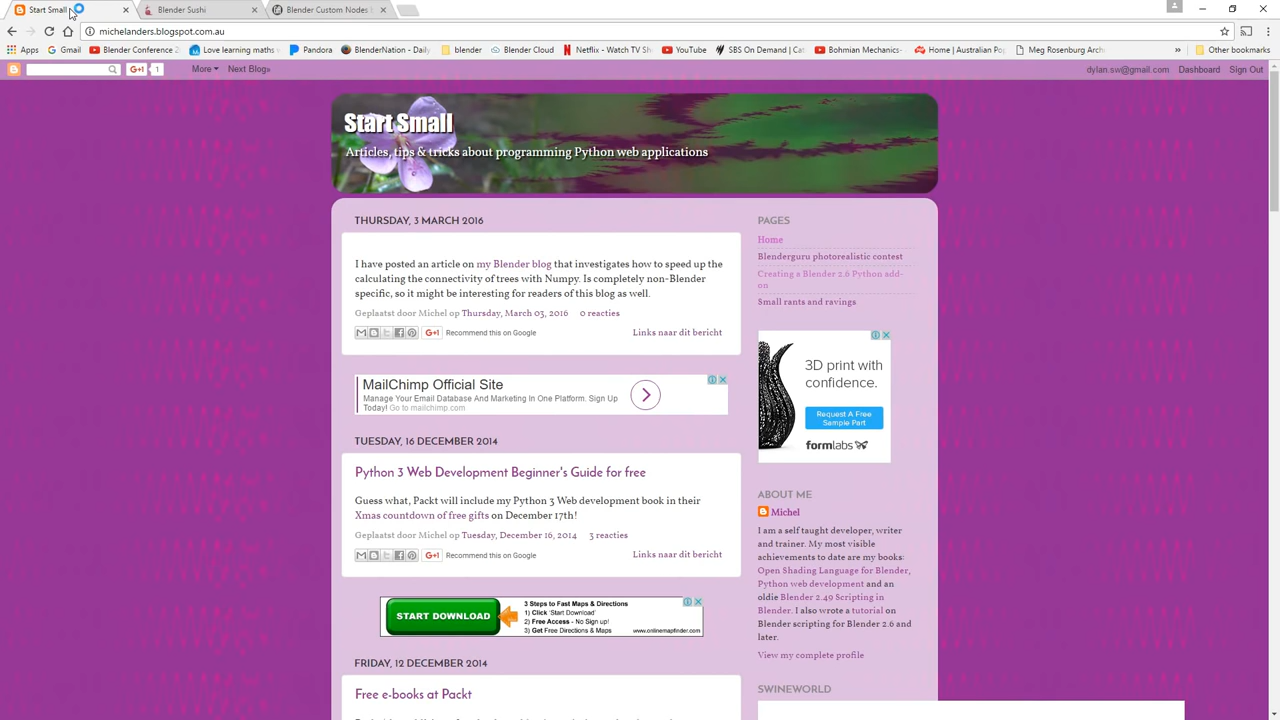 Start Small
Blender Sushi
Blender Custom Nodes
michelanders.blogspot.com.au
Apps
Gmail
Blender Conference
Love learning maths
Pandora
BlenderNation - Daily
blender
Blender Cloud
Netflix - Watch TV Sh
YouTube
SBS On Demand | Cat
Bohmian Mechanics-
Home | Australian Po
Meg Rosenburg Arch
»
Other bookmarks
G+1 1
More
Next Blog»
dylan.sw@gmail.com
Dashboard
Sign Out
Start Small
Articles, tips & tricks about programming Python web applications
THURSDAY, 3 MARCH 2016
I have posted an article on my Blender blog that investigates how to speed up the
calculating the connectivity of trees with Numpy. Is completely non-Blender
specific, so it might be interesting for readers of this blog as well.
Geplaatst door Michel op Thursday, March 03, 2016 0 reacties
G+1 Recommend this on Google
Links naar dit bericht
MailChimp Official Site
Manage Your Email Database And Marketing In One Platform. Sign Up
Today! Go to mailchimp.com
TUESDAY, 16 DECEMBER 2014
Python 3 Web Development Beginner's Guide for free
Guess what, Packt will include my Python 3 Web development book in their
Xmas countdown of free gifts on December 17th!
Geplaatst door Michel op Tuesday, December 16, 2014 3 reacties
G+1 Recommend this on Google
Links naar dit bericht
START DOWNLOAD
3 Steps to Fast Maps & Directions
1) Click 'Start Download'
2) Free Access - No Sign up!
3) Get Free Directions & Maps
www.onlinemapfinder.com
FRIDAY, 12 DECEMBER 2014
Free e-books at Packt
PAGES
Home
Blenderguru photorealistic contest
Creating a Blender 2.6 Python add-
on
Small rants and ravings
3D print with
confidence.
Request A Free
Sample Part
formlabs
ABOUT ME
Michel
I am a self taught developer, writer
and trainer. My most visible
achievements to date are my books:
Open Shading Language for Blender,
Python web development and an
oldie Blender 2.49 Scripting in
Blender. I also wrote a tutorial on
Blender scripting for Blender 2.6 and
later.
View my complete profile
SWINEWORLD